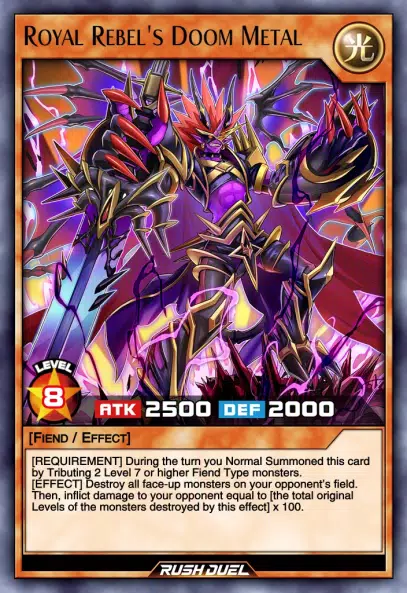 Royal Rebel's Doom Metal
光
LEVEL
8
ATK 2500 DEF 2000
[Fiend / Effect]
[REQUIREMENT] During the turn you Normal Summoned this card
by Tributing 2 Level 7 or higher Fiend Type monsters.
[EFFECT] Destroy all face-up monsters on your opponent's field.
Then, inflict damage to your opponent equal to [the total original
Levels of the monsters destroyed by this effect] x 100.
RUSH DUEL